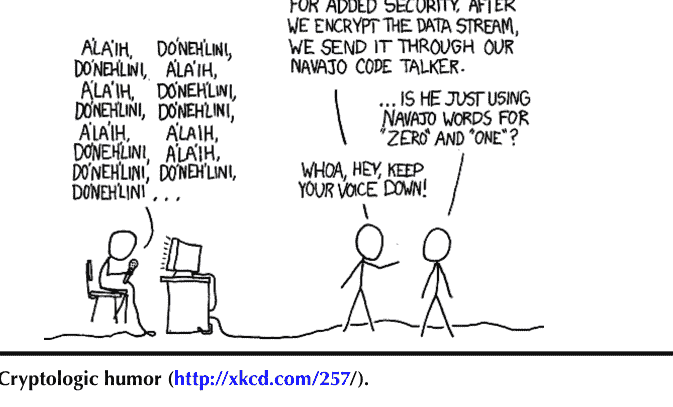 A'LA'IH, DO'NEH'LINI,
DO'NEH'LINI, A'LA'IH,
A'LA'IH, DO'NEH'LINI,
DO'NEH'LINI, DO'NEH'LINI,
A'LA'IH, A'LA'IH,
DO'NEH'LINI, A'LA'IH,
DO'NEH'LINI, DO'NEH'LINI,
DO'NEH'LINI ...
FOR ADDED SECURITY, AFTER
WE ENCRYPT THE DATA STREAM,
WE SEND IT THROUGH OUR
NAVAJO CODE TALKER.
... IS HE JUST USING
NAVAJO WORDS FOR
"ZERO" AND "ONE"?
WHOA, HEY, KEEP
YOUR VOICE DOWN!
Cryptologic humor (http://xkcd.com/257/).